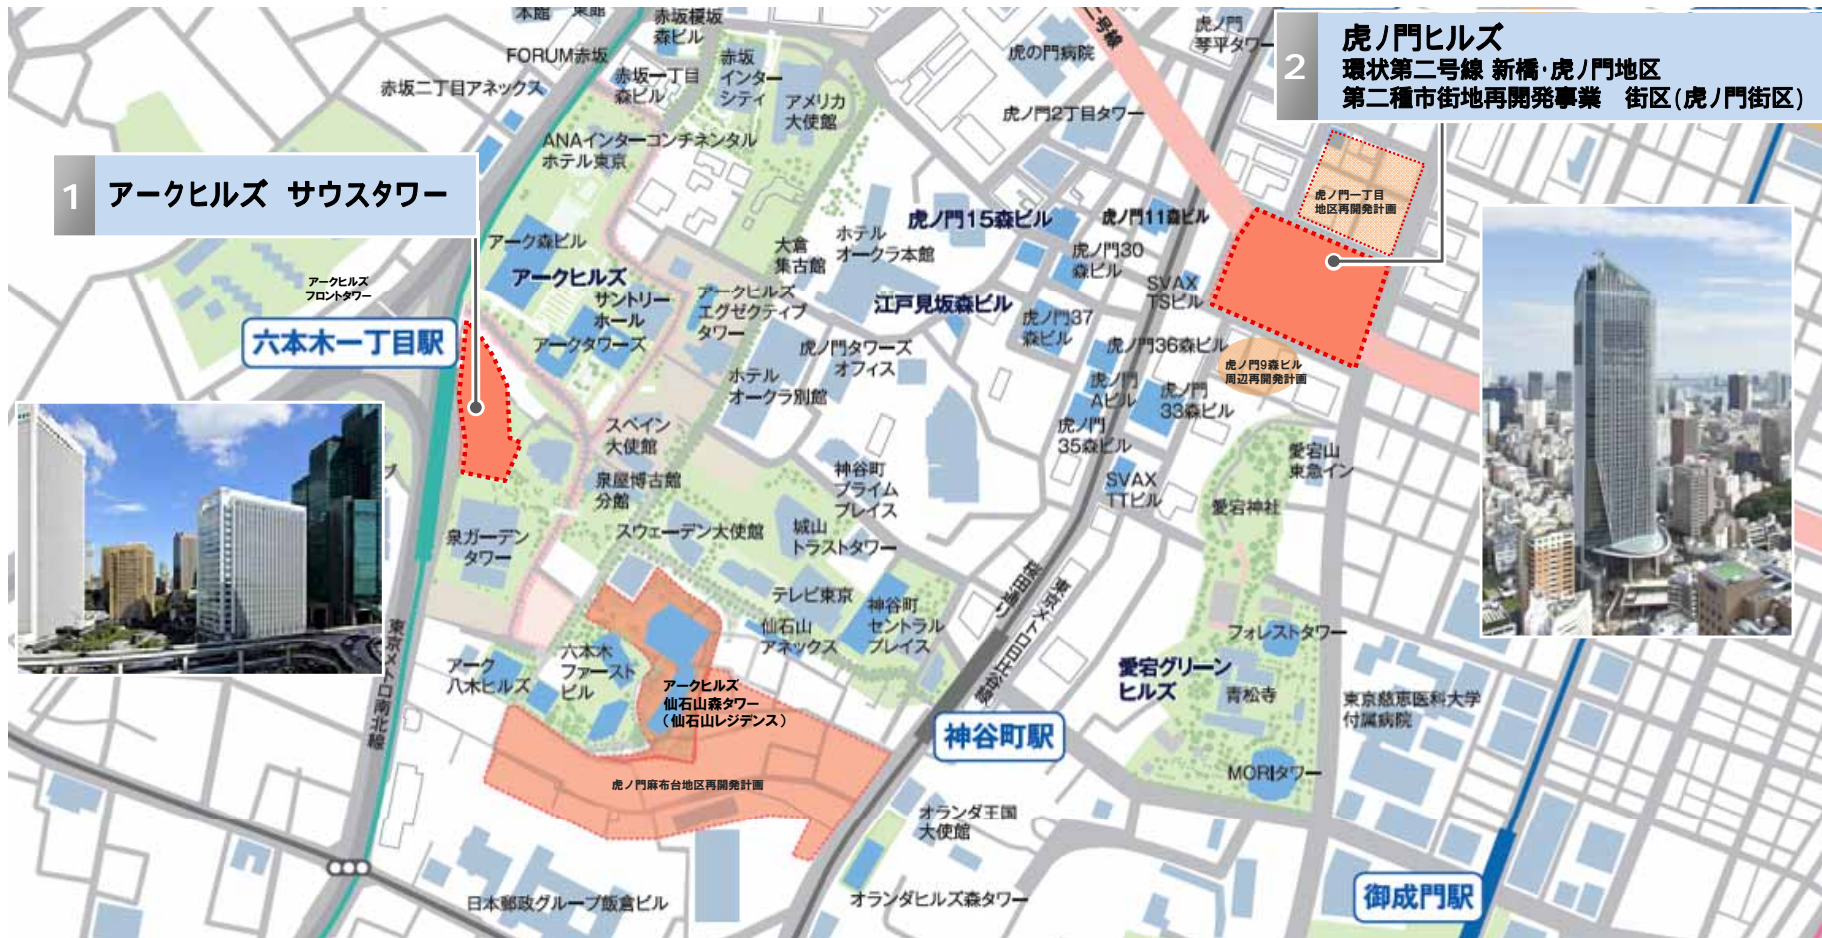 本館
東館
赤坂榎坂
森ビル
FORUM赤坂
赤坂二丁目アネックス
赤坂一丁目
森ビル
赤坂
インター
シティ
アメリカ
大使館
ANAインターコンチネンタル
ホテル東京
二号線
虎の門病院
虎ノ門
琴平タワー
虎ノ門2丁目タワー
2
虎ノ門ヒルズ
環状第二号線 新橋・虎ノ門地区
第二種市街地再開発事業　街区(虎ノ門街区)
1
アークヒルズ　サウスタワー
虎ノ門一丁目
地区再開発計画
アーク森ビル
アークヒルズ
アークヒルズ
フロントタワー
サントリー
ホール
アークタワーズ
大倉
集古館
ホテル
オークラ本館
虎ノ門15森ビル
虎ノ門11森ビル
虎ノ門30
森ビル
SVAX
TSビル
アークヒルズ
エグゼクティブ
タワー
江戸見坂森ビル
虎ノ門37
森ビル
虎ノ門36森ビル
虎ノ門9森ビル
周辺再開発計画
六本木一丁目駅
虎ノ門タワーズ
オフィス
ホテル
オークラ別館
虎ノ門
Aビル
虎ノ門
33森ビル
虎ノ門
35森ビル
スペイン
大使館
泉屋博古館
分館
神谷町
プライム
プレイス
SVAX
TTビル
愛宕山
東急イン
愛宕神社
泉ガーデン
タワー
スウェーデン大使館
城山
トラストタワー
テレビ東京
神谷町
セントラル
プレイス
仙石山
アネックス
桜田通り
東京メトロ日比谷線
東京メトロ南北線
アーク
八木ヒルズ
六本木
ファースト
ビル
アークヒルズ
仙石山森タワー
(仙石山レジデンス)
フォレストタワー
愛宕グリーン
ヒルズ
青松寺
東京慈恵医科大学
付属病院
神谷町駅
MORIタワー
虎ノ門麻布台地区再開発計画
オランダ王国
大使館
オランダヒルズ森タワー
日本郵政グループ飯倉ビル
御成門駅